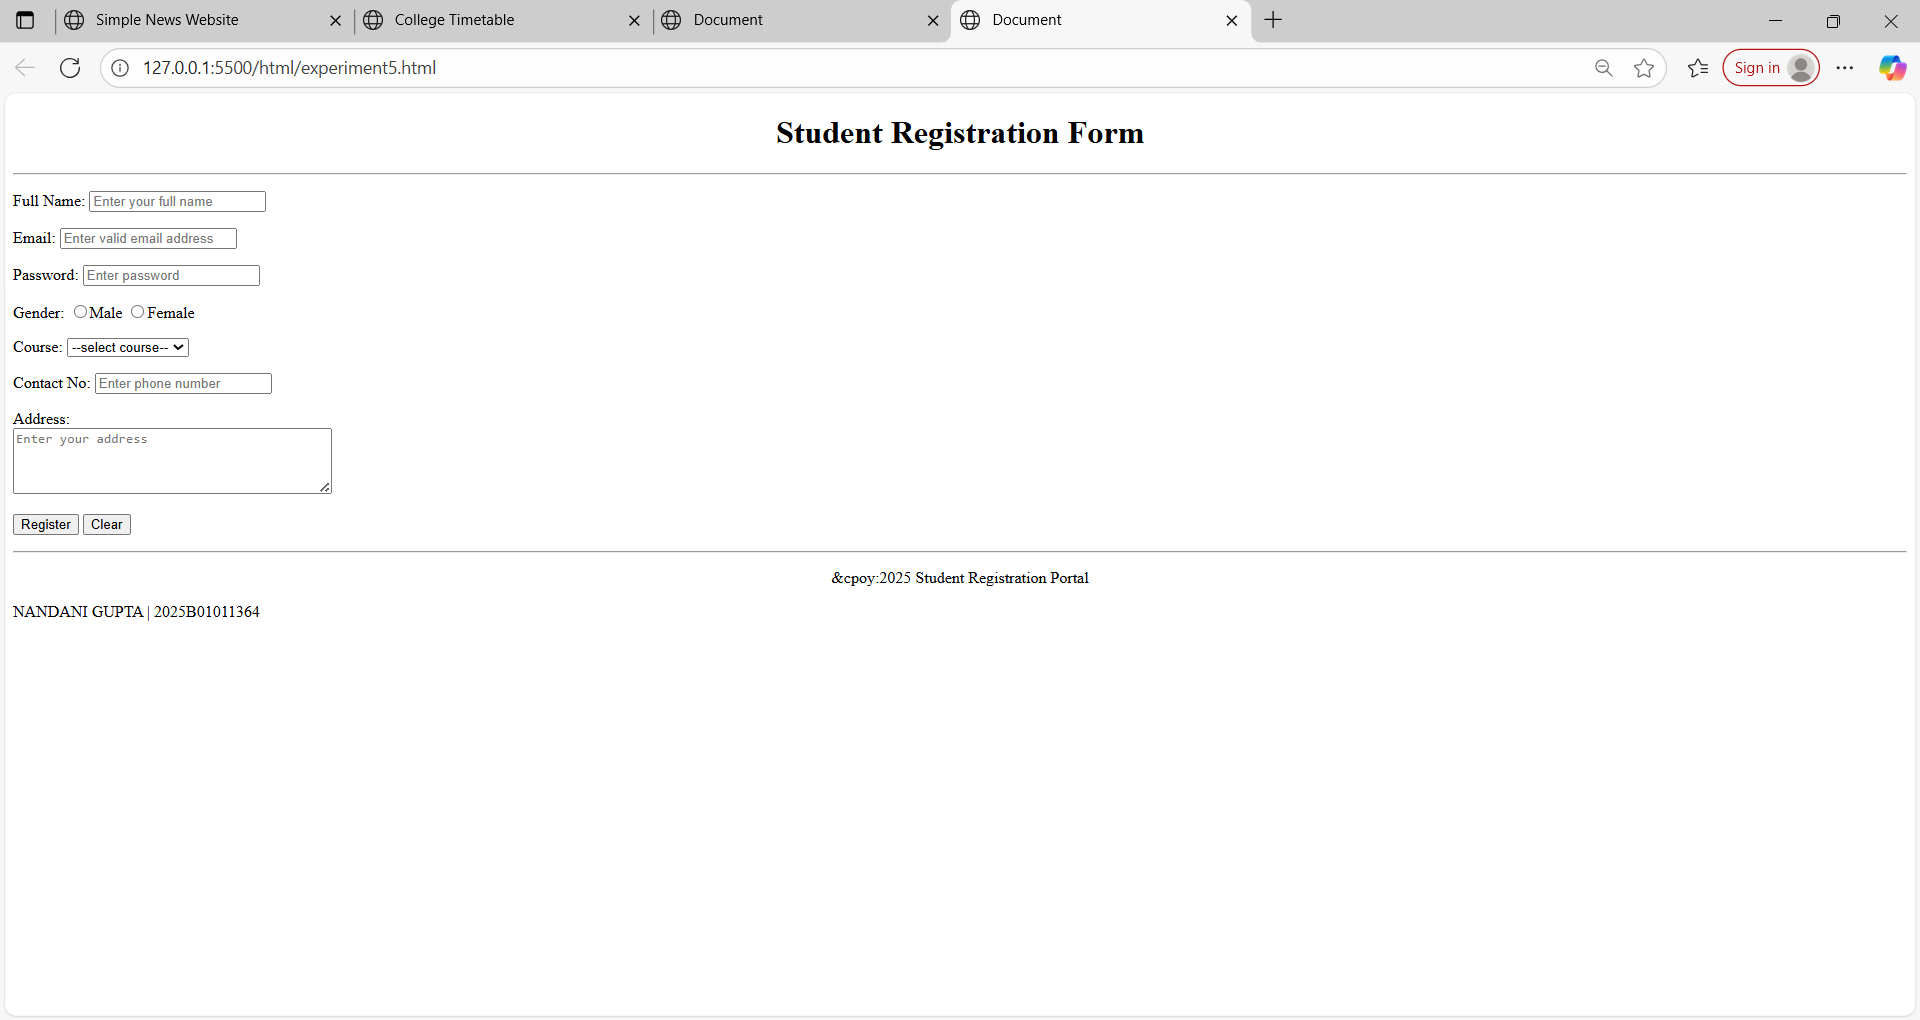 Simple News Website
College Timetable
Document
Document
127.0.0.1:5500/html/experiment5.html
Sign in
Student Registration Form
Full Name: Enter your full name
Email: Enter valid email address
Password: Enter password
Gender: Male Female
Course: --select course--
Contact No: Enter phone number
Address:
Enter your address
Register Clear
&cpoy:2025 Student Registration Portal
NANDANI GUPTA | 2025B01011364